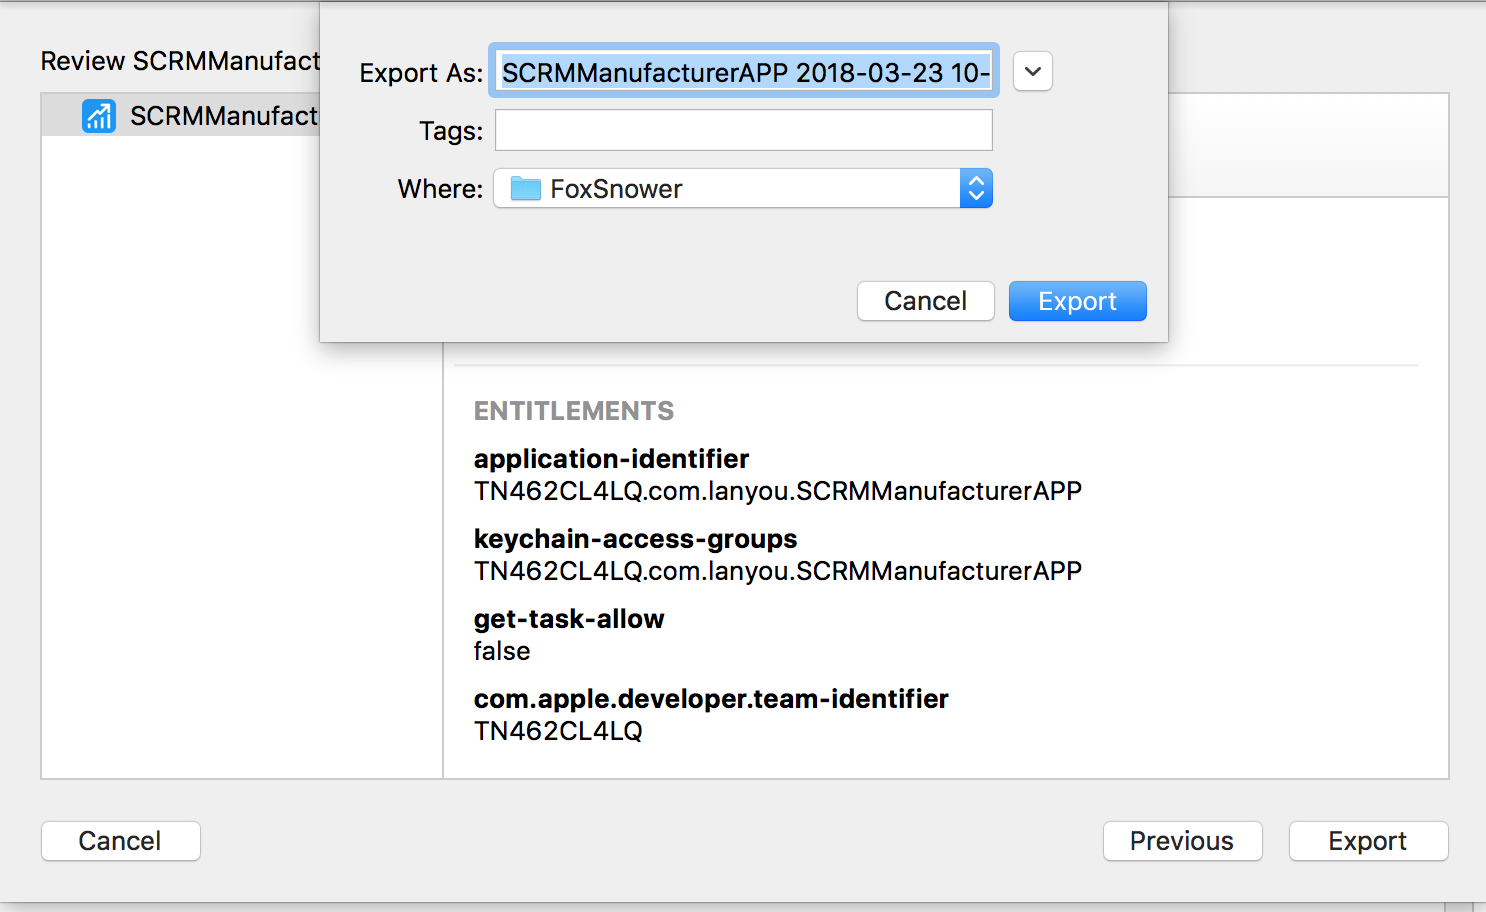 Review SCRMManufact
SCRMManufact
Export As: SCRMManufacturerAPP 2018-03-23 10-
Tags:
Where: FoxSnower
Cancel Export
ENTITLEMENTS
application-identifier
TN462CL4LQ.com.lanyou.SCRMManufacturerAPP
keychain-access-groups
TN462CL4LQ.com.lanyou.SCRMManufacturerAPP
get-task-allow
false
com.apple.developer.team-identifier
TN462CL4LQ
Cancel Previous Export